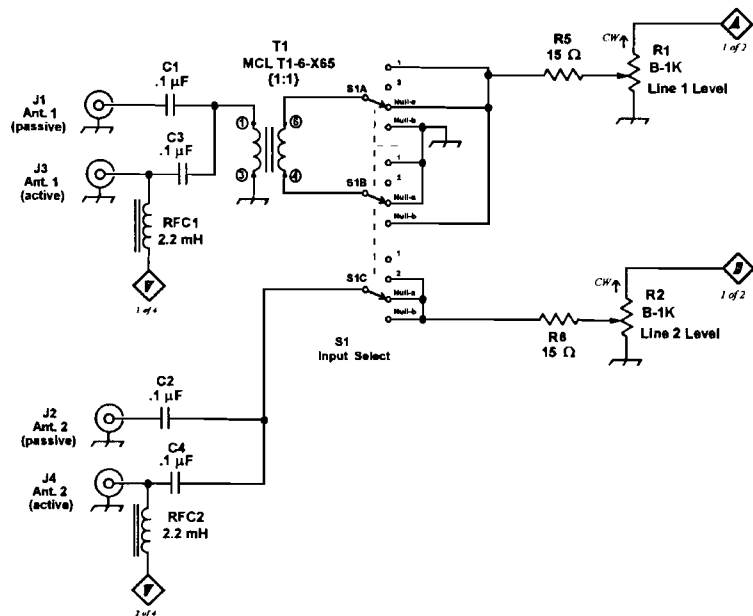 T1
MCL T1-6-X65
{1:1}
C1
.1 µF
J1
Ant. 1
(passive)
C3
.1 µF
J3
Ant. 1
(active)
RFC1
2.2 mH
1 of 4
1
3
6
4
S1A
1
2
Null-a
Null-b
S1B
1
2
Null-a
Null-b
S1C
1
2
Null-a
Null-b
S1
Input Select
R5
15 Ω
CW
R1
B-1K
Line 1 Level
A
1 of 2
R6
15 Ω
CW
R2
B-1K
Line 2 Level
B
1 of 2
C2
.1 µF
J2
Ant. 2
(passive)
C4
.1 µF
J4
Ant. 2
(active)
RFC2
2.2 mH
2 of 4